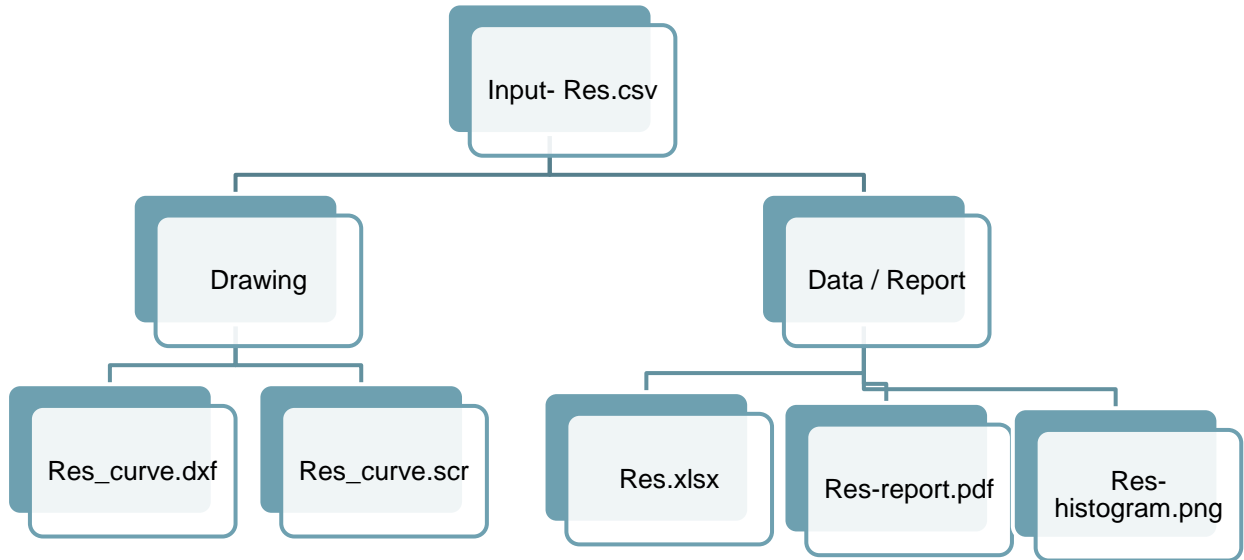 Input- Res.csv
Drawing
Data / Report
Res_curve.dxf
Res_curve.scr
Res.xlsx
Res-report.pdf
Res-
histogram.png